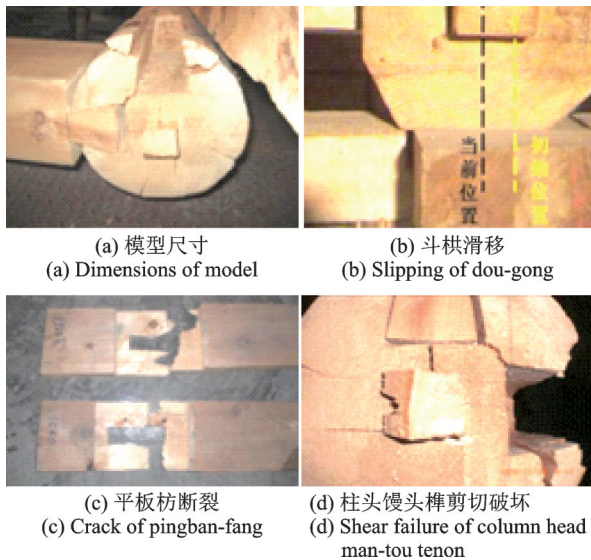 当前位置
初始位置
(a) 模型尺寸
(a) Dimensions of model
(b) 斗栱滑移
(b) Slipping of dou-gong
(c) 平板枋断裂
(c) Crack of pingban-fang
(d) 柱头馒头榫剪切破坏
(d) Shear failure of column head
man-tou tenon